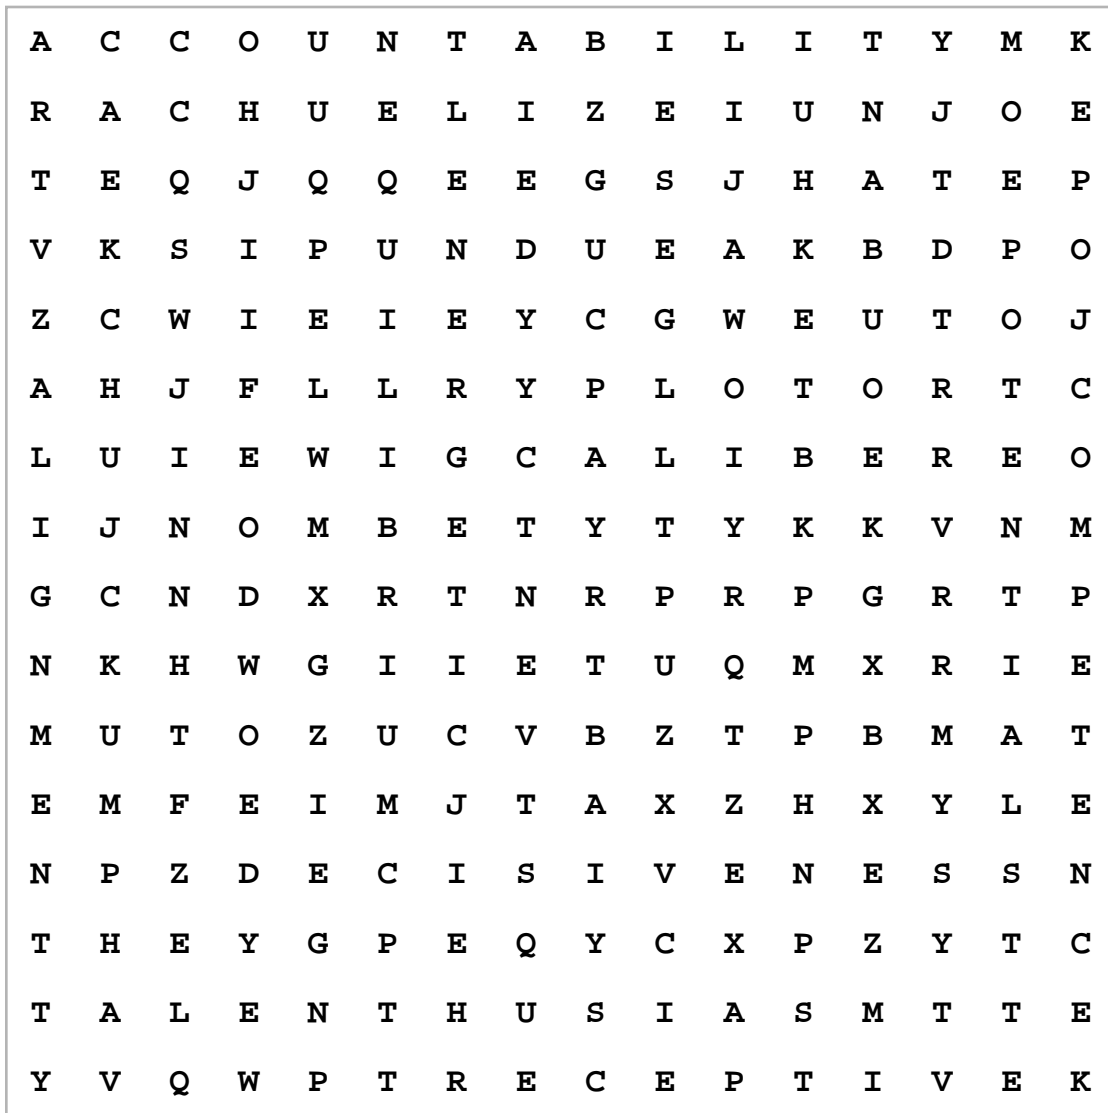 A C C O U N T A B I L I T Y M K
R A C H U E L I Z E I U N J O E
T E Q J Q Q E E G S J H A T E P
V K S I P U N D U E A K B D P O
Z C W I E I E Y C G W E U T O J
A H J F L L R Y P L O T O R T C
L U I E W I G C A L I B E R E O
I J N O M B E T Y T Y K K V N M
G C N D X R T N R P R P G R T P
N K H W G I I E T U Q M X R I E
M U T O Z U C V B Z T P B M A T
E M F E I M J T A X Z H X Y L E
N P Z D E C I S I V E N E S S N
T H E Y G P E Q Y C X P Z Y T C
T A L E N T H U S I A S M T T E
Y V Q W P T R E C E P T I V E K